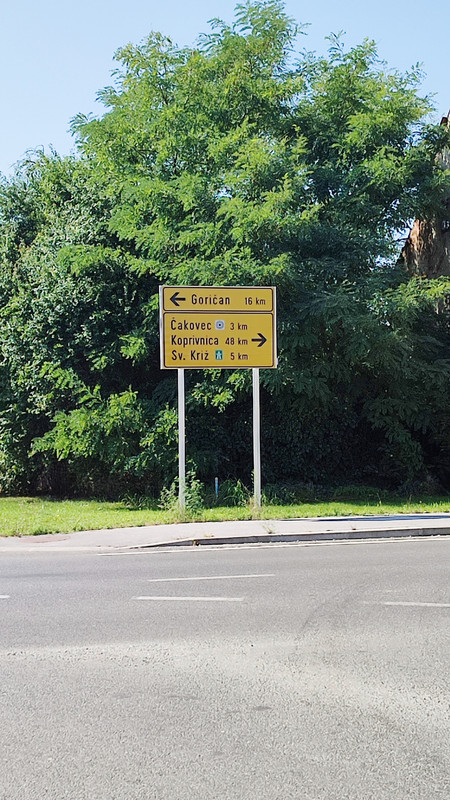 Goričan 16 km
Čakovec 3 km
Koprivnica 48 km
Sv. Križ 5 km